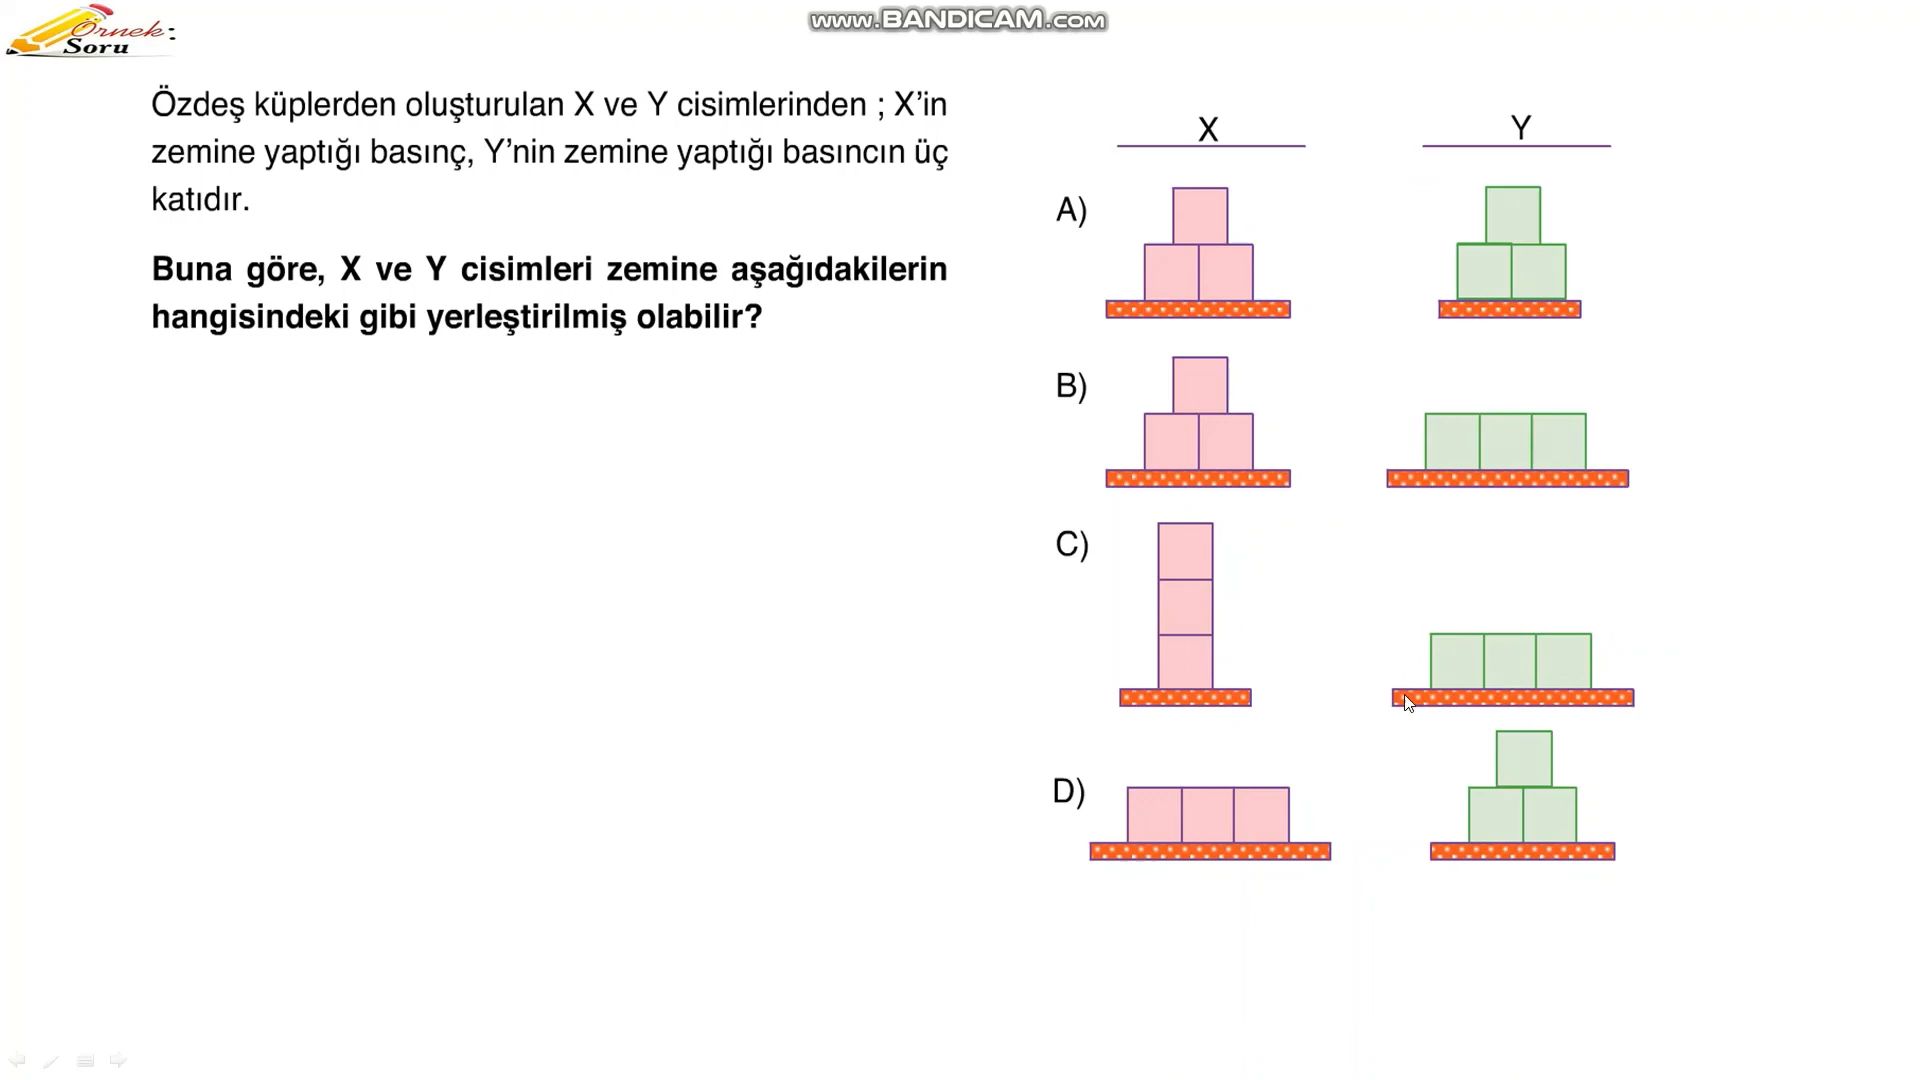 www.BANDICAM.com
Örnek:
Soru
Özdeş küplerden oluşturulan X ve Y cisimlerinden ; X’in
zemine yaptığı basınç, Y’nin zemine yaptığı basıncın üç
katıdır.
Buna göre, X ve Y cisimleri zemine aşağıdakilerin
hangisindeki gibi yerleştirilmiş olabilir?
X Y
A)
B)
C)
D)